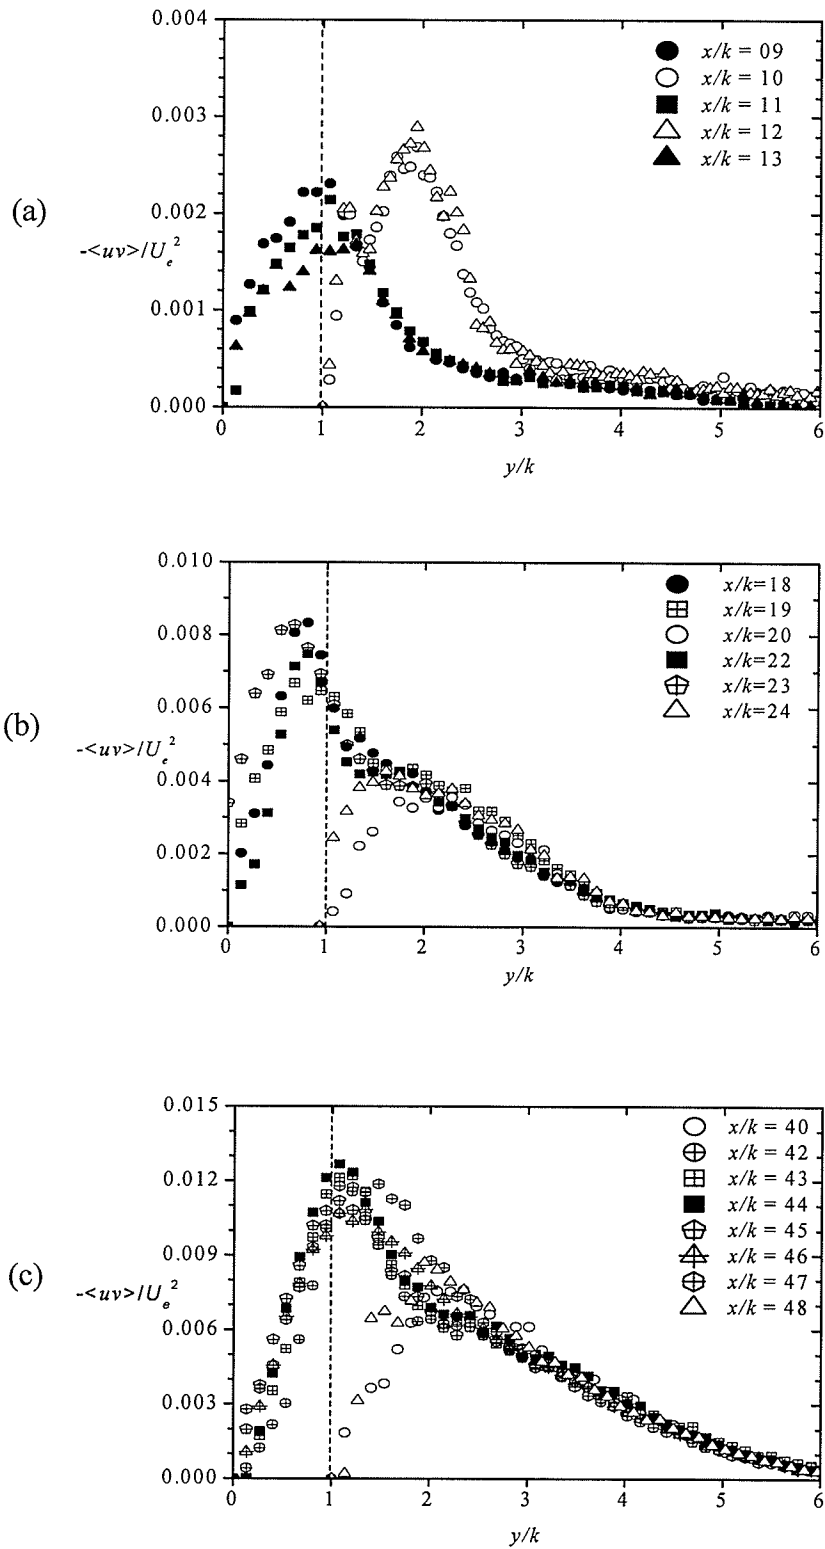 0.004
x/k = 09
x/k = 10
0.003
x/k = 11
x/k = 12
x/k = 13
(a)
0.002
-<uv>/U_e^2
0.001
0.000
0 1 2 3 4 5 6
y/k
0.010
x/k=18
x/k=19
0.008
x/k=20
x/k=22
x/k=23
0.006
x/k=24
(b)
-<uv>/U_e^2
0.004
0.002
0.000
0 1 2 3 4 5 6
y/k
0.015
x/k = 40
x/k = 42
0.012
x/k = 43
x/k = 44
x/k = 45
0.009
x/k = 46
(c)
-<uv>/U_e^2
x/k = 47
x/k = 48
0.006
0.003
0.000
0 1 2 3 4 5 6
y/k